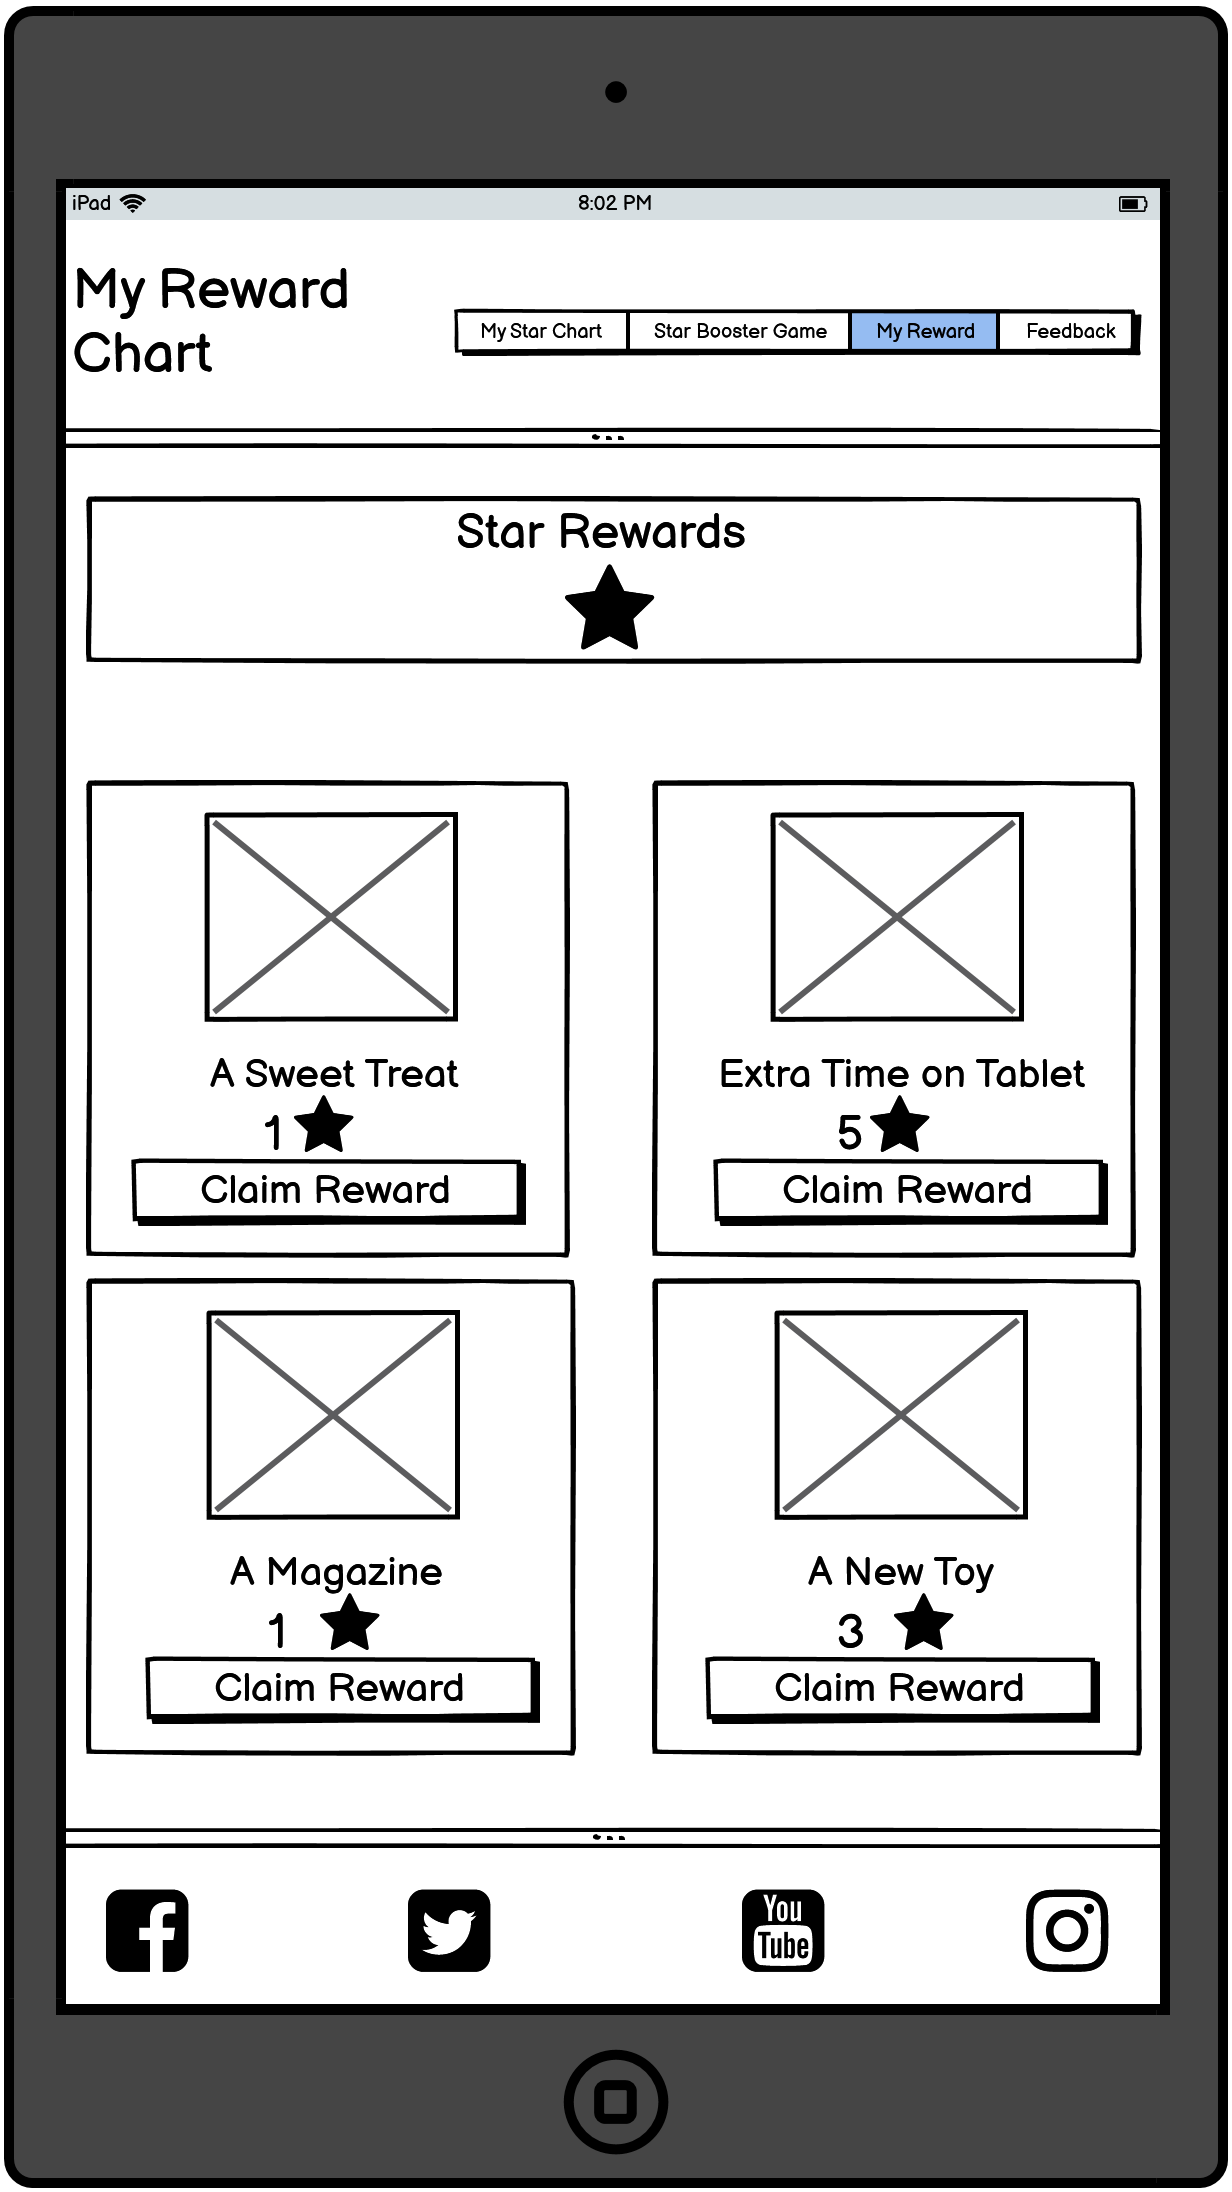 iPad 8:02 PM
My Reward
Chart
My Star Chart Star Booster Game My Reward Feedback
Star Rewards
A Sweet Treat
1
Claim Reward
Extra Time on Tablet
5
Claim Reward
A Magazine
1
Claim Reward
A New Toy
3
Claim Reward
You
Tube